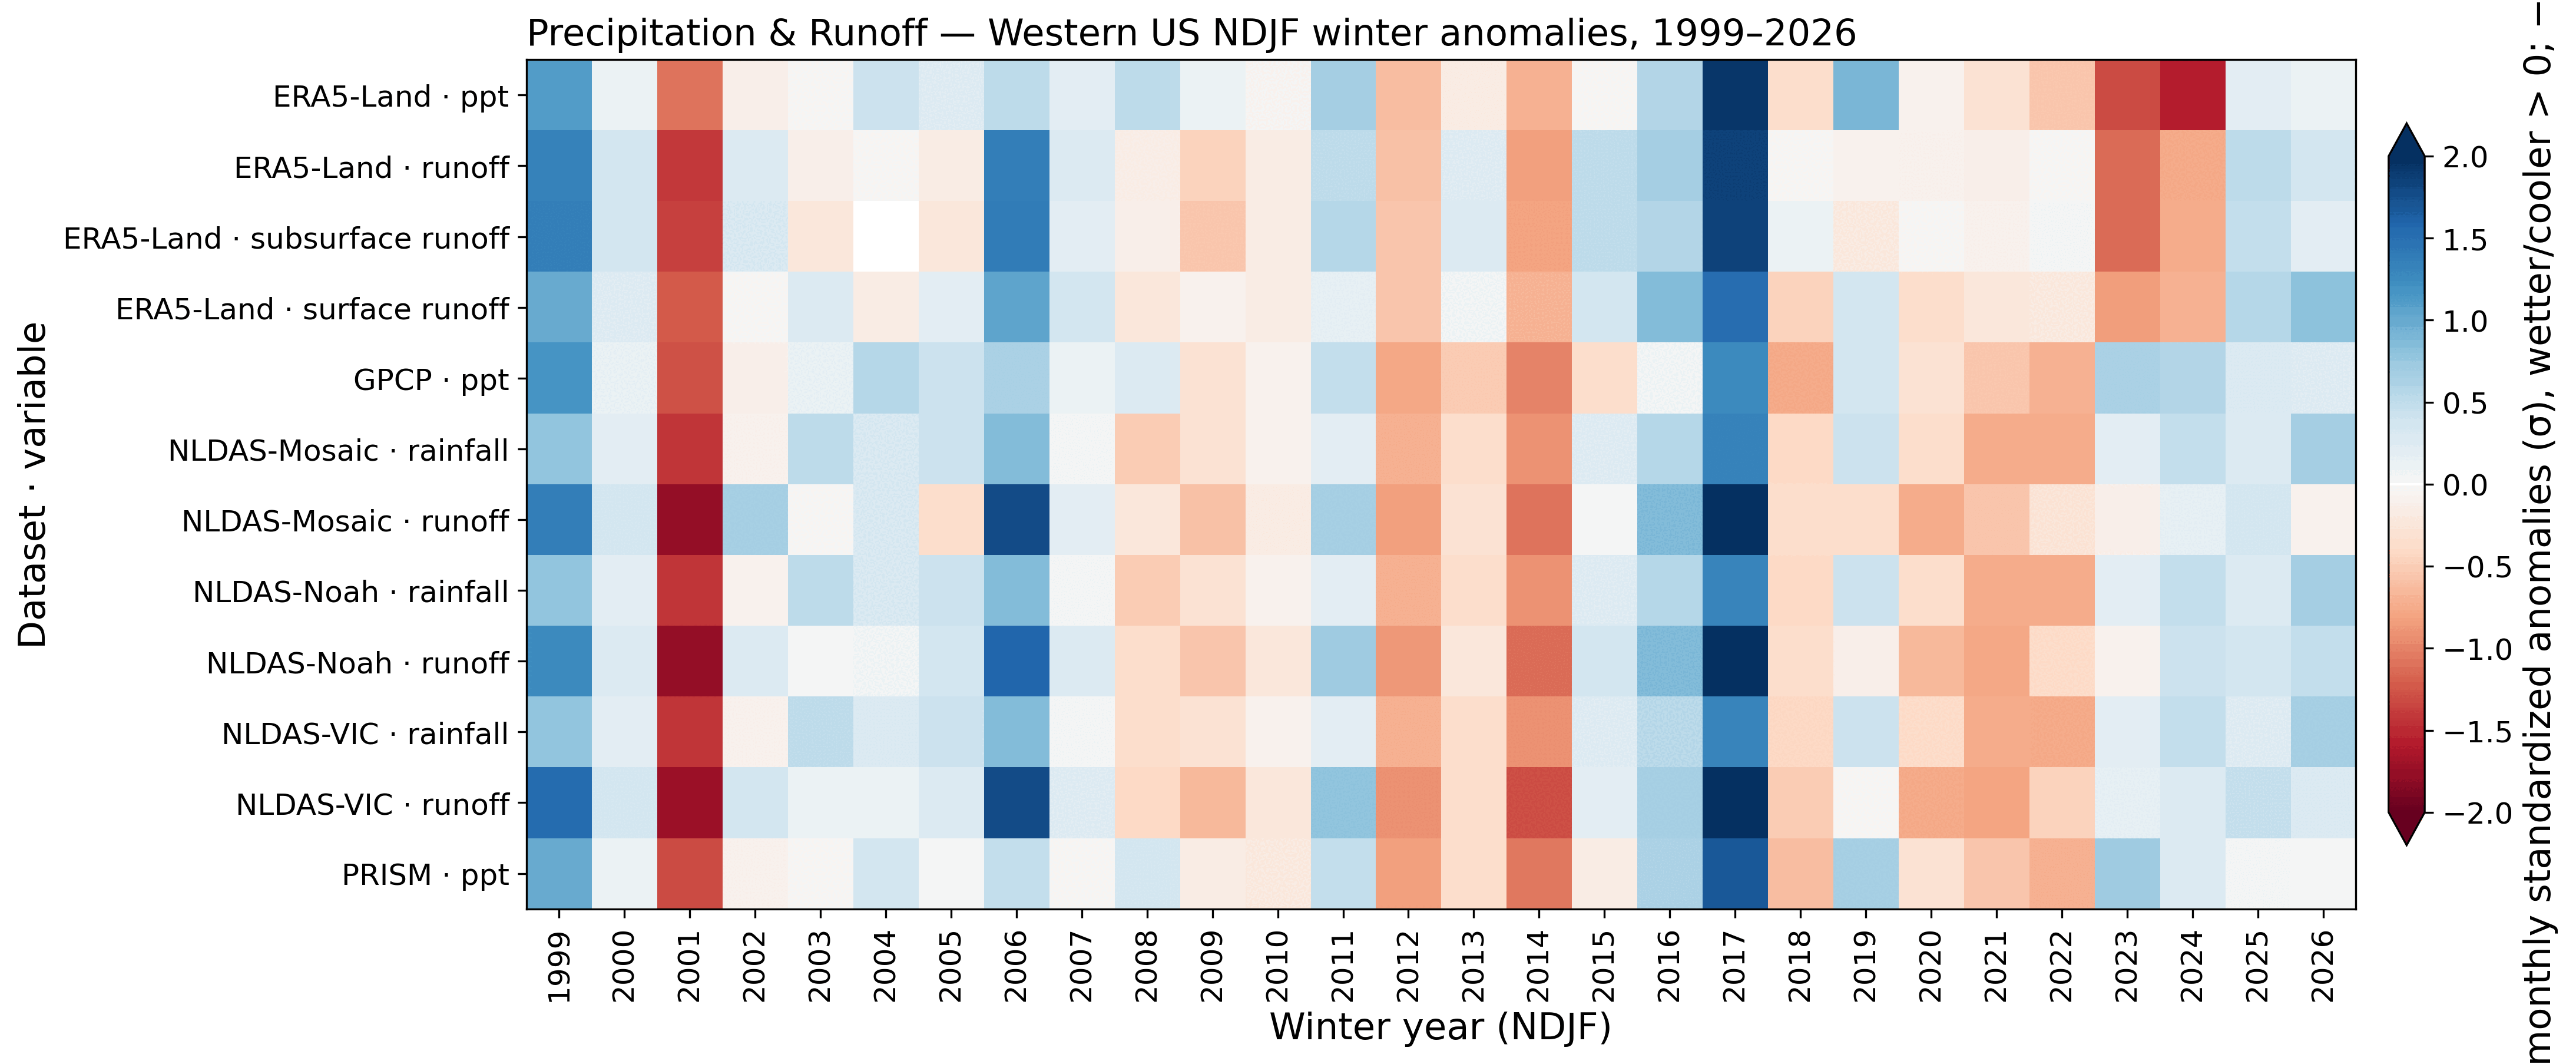 Precipitation & Runoff — Western US NDJF winter anomalies, 1999–2026
Dataset · variable
ERA5-Land · ppt
ERA5-Land · runoff
ERA5-Land · subsurface runoff
ERA5-Land · surface runoff
GPCP · ppt
NLDAS-Mosaic · rainfall
NLDAS-Mosaic · runoff
NLDAS-Noah · rainfall
NLDAS-Noah · runoff
NLDAS-VIC · rainfall
NLDAS-VIC · runoff
PRISM · ppt
1999
2000
2001
2002
2003
2004
2005
2006
2007
2008
2009
2010
2011
2012
2013
2014
2015
2016
2017
2018
2019
2020
2021
2022
2023
2024
2025
2026
Winter year (NDJF)
2.0
1.5
1.0
0.5
0.0
−0.5
−1.0
−1.5
−2.0
monthly standardized anomalies (σ), wetter/cooler > 0; −